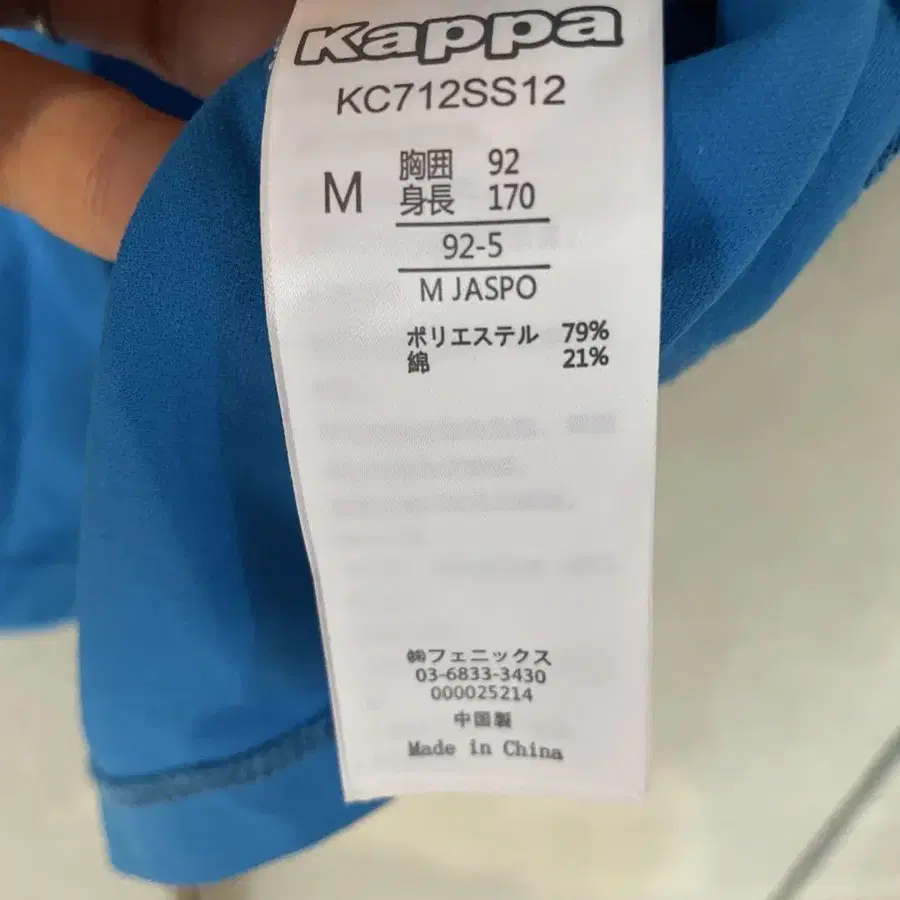 Kappa
KC712SS12
M
胸囲 92
身長 170
92-5
M JASPO
ポリエステル 79%
綿 21%
㈱フェニックス
03-6833-3430
000025214
中国製
Made in China